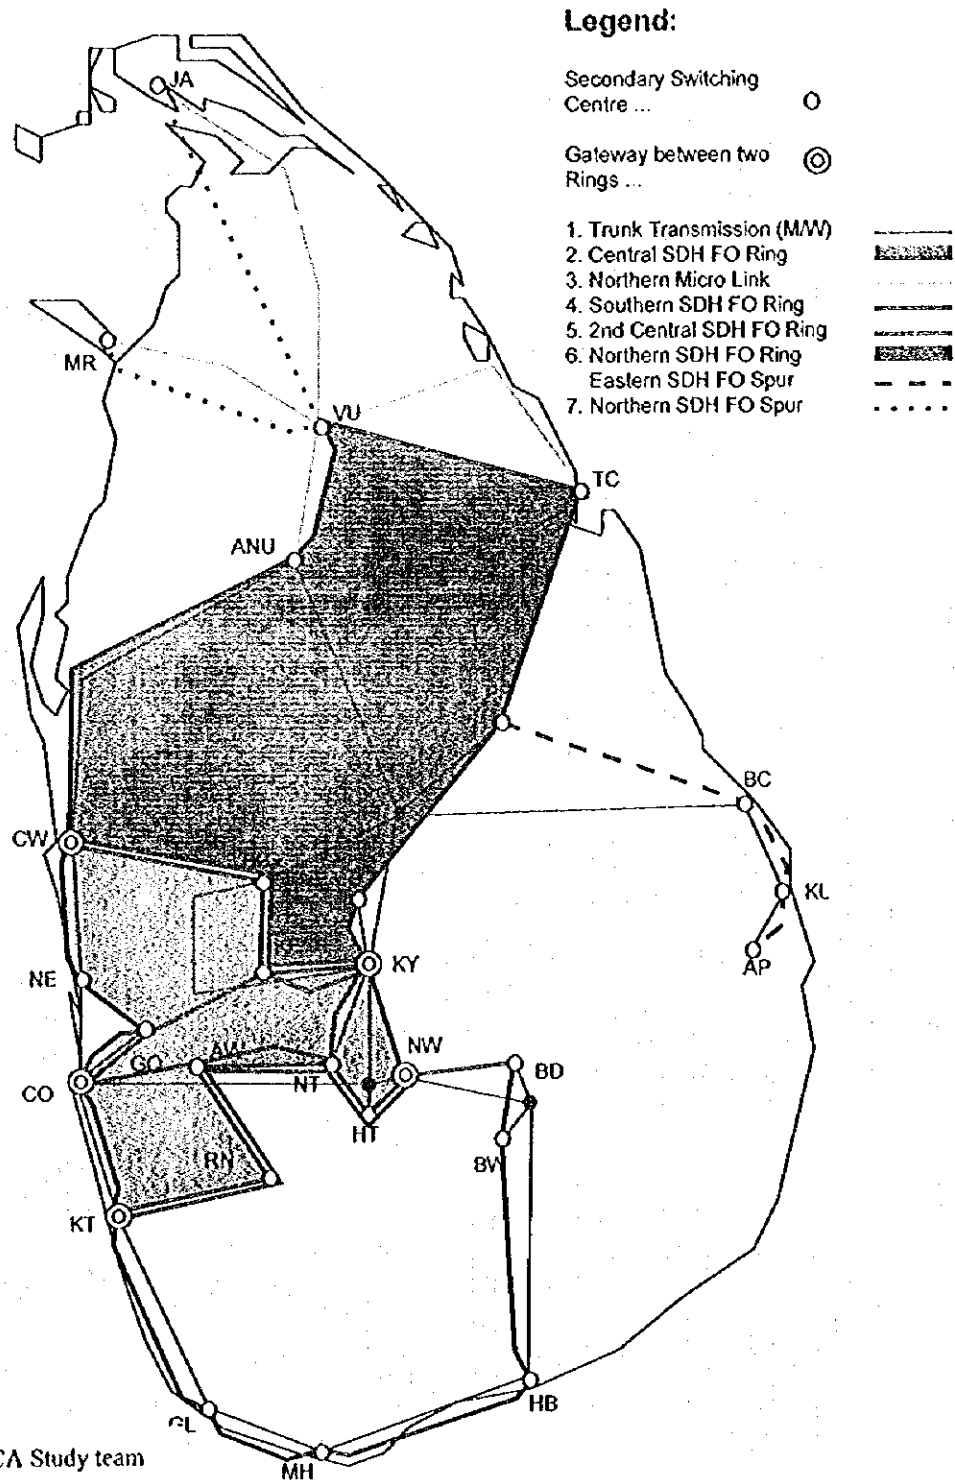 Legend:
Secondary Switching
Centre ...
Gateway between two
Rings ...
1. Trunk Transmission (M/W)
2. Central SDH FO Ring
3. Northern Micro Link
4. Southern SDH FO Ring
5. 2nd Central SDH FO Ring
6. Northern SDH FO Ring
Eastern SDH FO Spur
7. Northern SDH FO Spur
JA
MR
VU
TC
ANU
BC
CW
KL
NE
KY
AP
GO
AW
NW
CO
NT
BD
HT
BW
RN
KT
HB
GL
CA Study team
MH